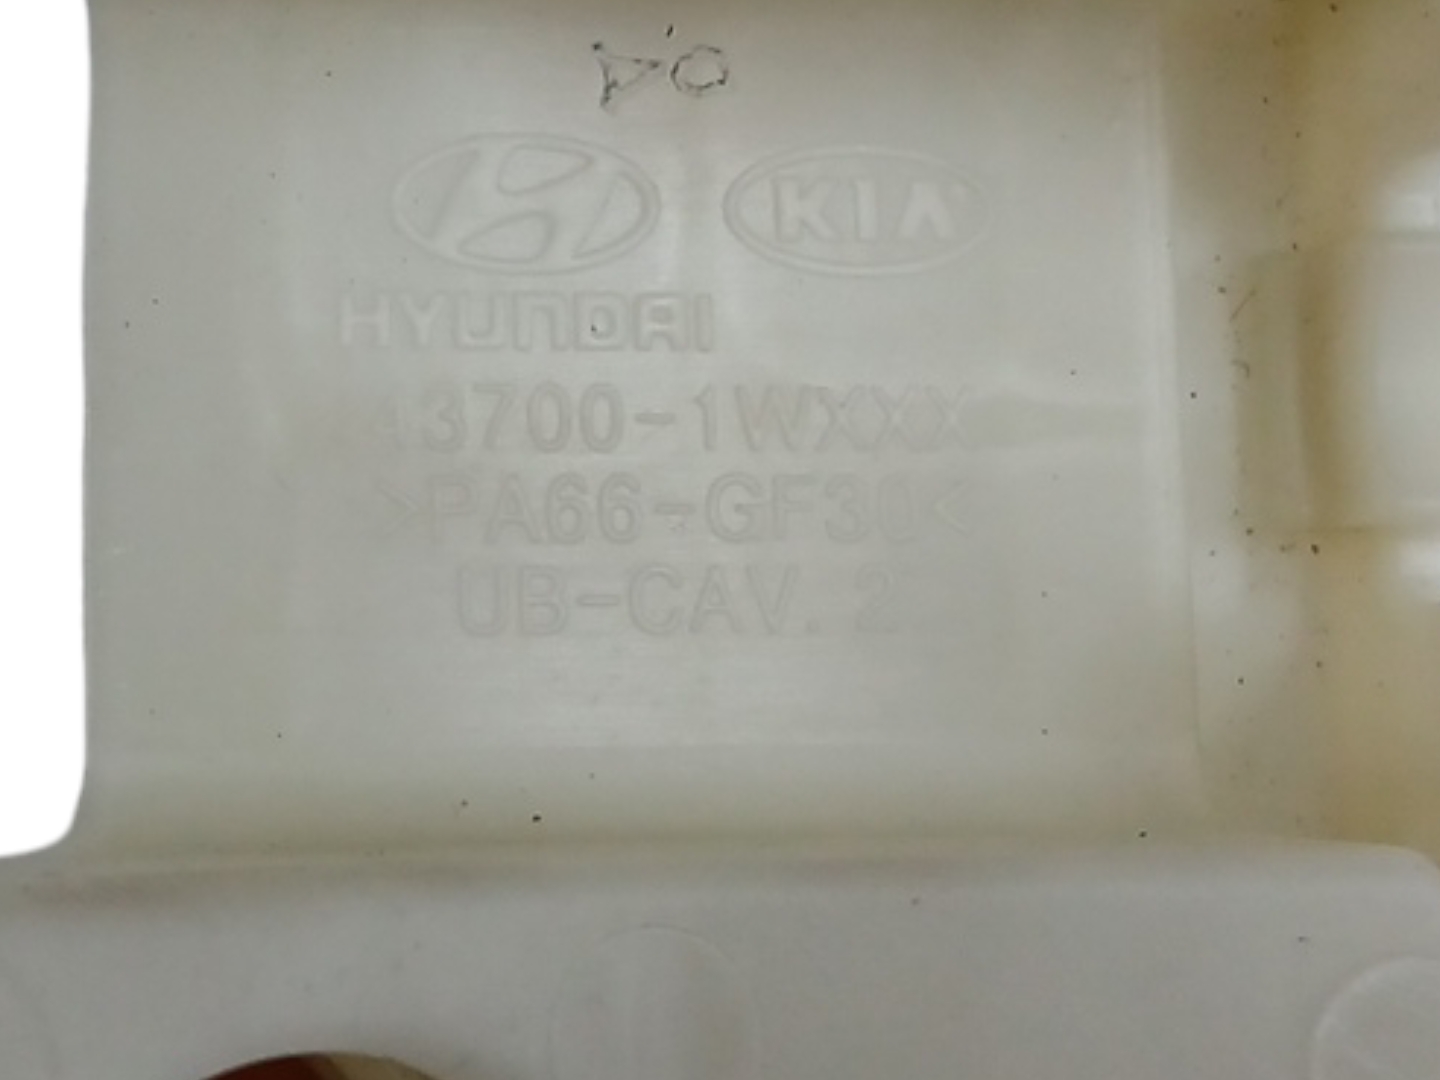 KIA
HYUNDAI
43700-1WXXX
>PA66-GF30<
UB-CAV. 2